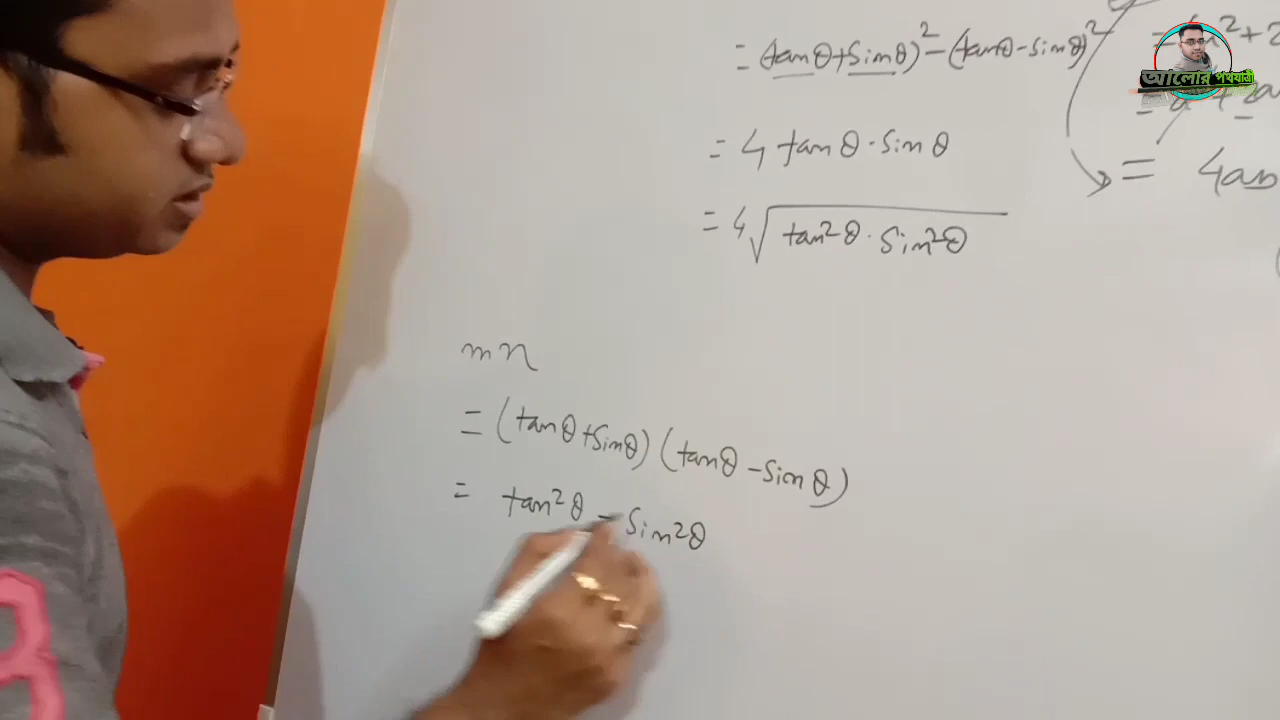 = (tanθ+Sinθ)² - (tanθ-Sinθ)²
= 4 tanθ · Sinθ
= 4√tan²θ · Sin²θ
= 4ab
আলোর পথযাত্রী
mn
= (tanθ+Sinθ) (tanθ-Sinθ)
= tan²θ - Sin²θ